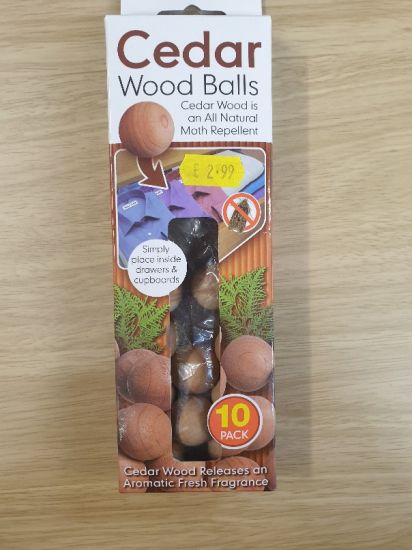 Cedar
Wood Balls
Cedar Wood is
an All Natural
Moth Repellent
£2.99
Simply
place inside
drawers &
cupboards
10
PACK
Cedar Wood Releases an
Aromatic Fresh Fragrance